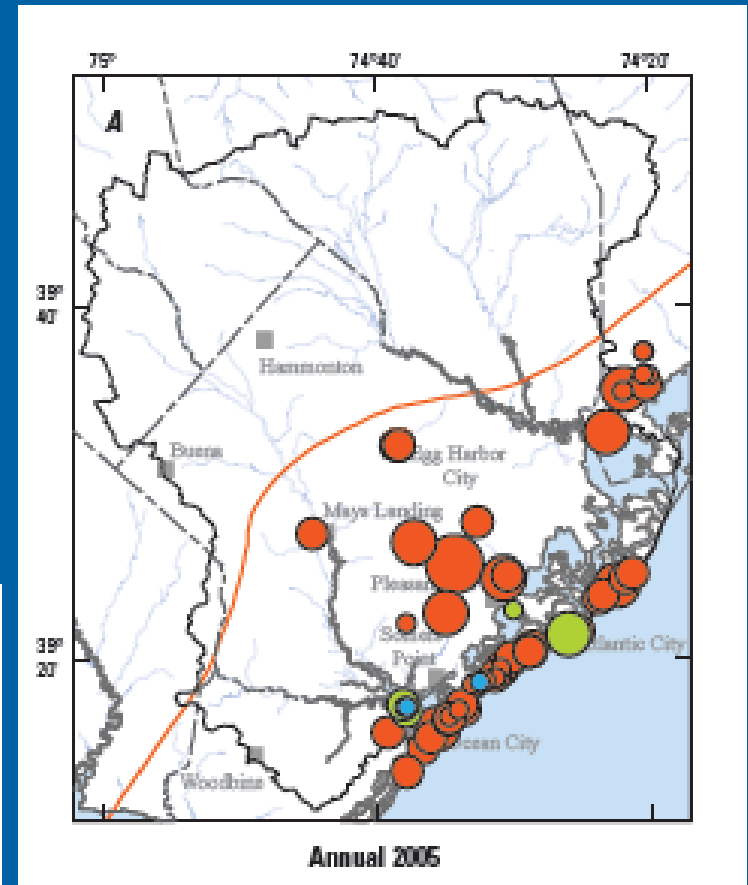 75° 74°40' 74°20'
A
39°
40'
Hammonton
Buena
Egg Harbor
City
Mays Landing
Point
Atlantic City
39°
20'
Ocean City
Woodbine
Annual 2005